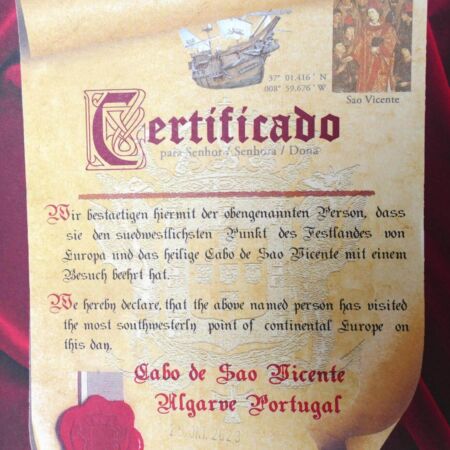 37° 01.416´ N
008° 59.676´ W
Sao Vicente
Certificado
para Senhor / Senhora / Dona
Wir bestaetigen hiermit der obengenannten Person, dass
sie den suedwestlichsten Punkt des Festlandes von
Europa und das heilige Cabo de Sao Vicente mit einem
Besuch beehrt hat.
We hereby declare, that the above named person has visited
the most southwesterly point of continental Europe on
this day.
Cabo de Sao Vicente
Algarve Portugal